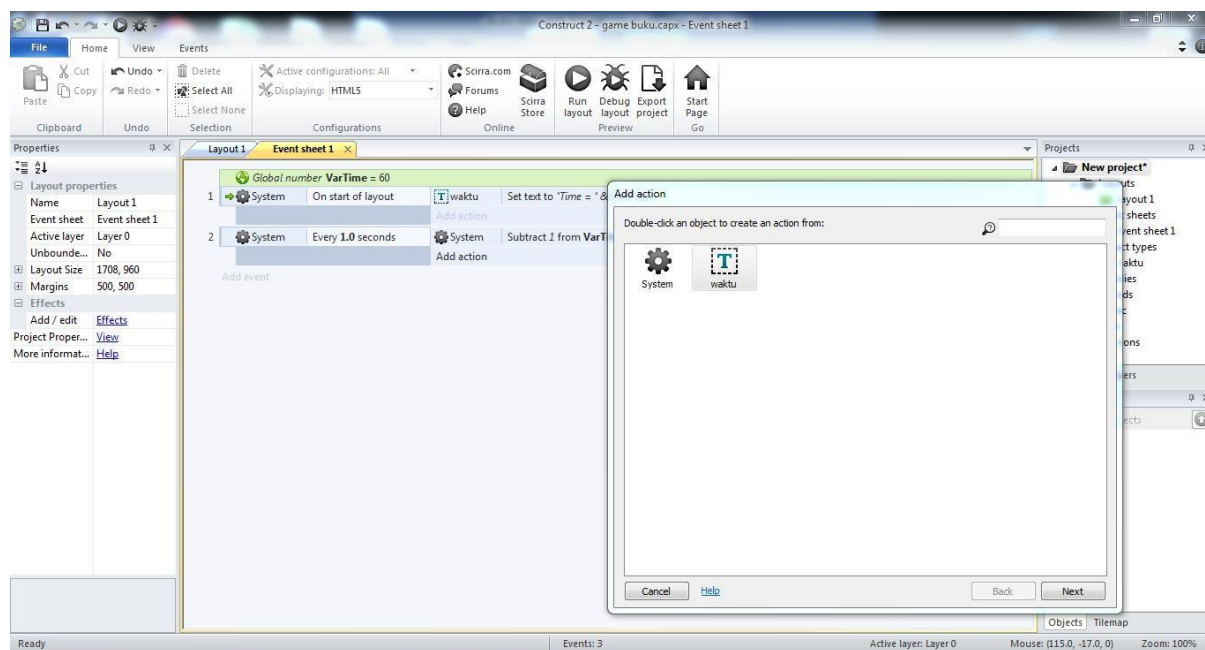 Construct 2 - game buku.capx - Event sheet 1
File Home View Events
Paste Cut Copy
Clipboard
Undo Redo
Undo
Delete Select All Select None
Selection
Active configurations: All
Displaying: HTML5
Configurations
Scirra.com Forums Help
Scirra Store
Online
Run layout Debug layout Export project
Preview
Start Page
Go
Properties
Layout properties
Name Layout 1
Event sheet Event sheet 1
Active layer Layer 0
Unbounde... No
Layout Size 1708, 960
Margins 500, 500
Effects
Add / edit Effects
Project Proper... View
More informat... Help
Layout 1 Event sheet 1
Global number VarTime = 60
1 System On start of layout T waktu Set text to "Time = " &
Add action
2 System Every 1.0 seconds System Subtract 1 from VarT
Add action
Add event
Add action
Double-click an object to create an action from:
System
T
waktu
Cancel Help Back Next
Projects
New project*
uts
ayout 1
sheets
vent sheet 1
ct types
aktu
ies
ds
ons
ers
ects
Objects Tilemap
Ready Events: 3 Active layer: Layer 0 Mouse: (115.0, -17.0, 0) Zoom: 100%